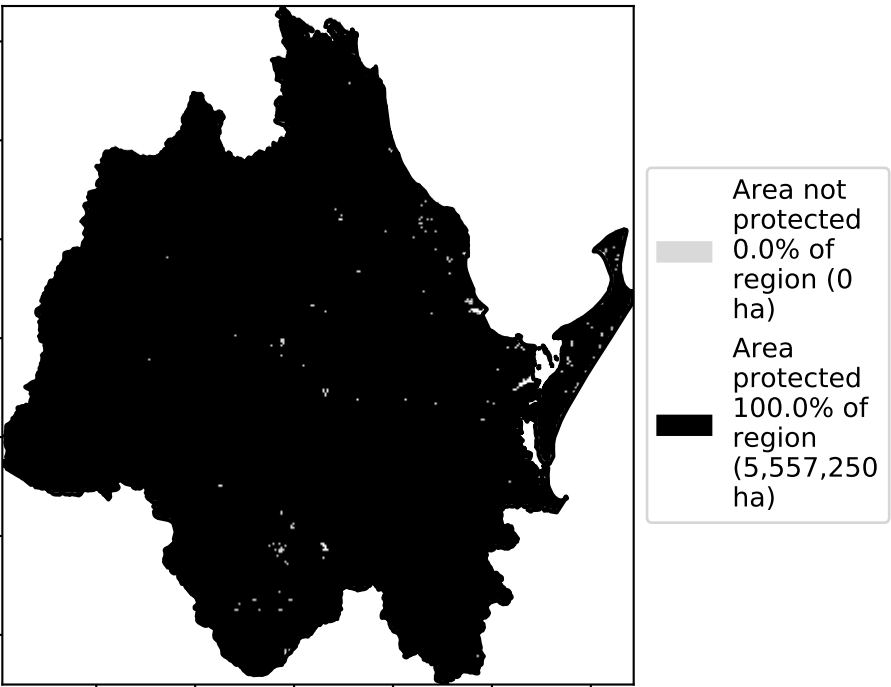 Area not
protected
0.0% of
region (0
ha)
Area
protected
100.0% of
region
(5,557,250
ha)